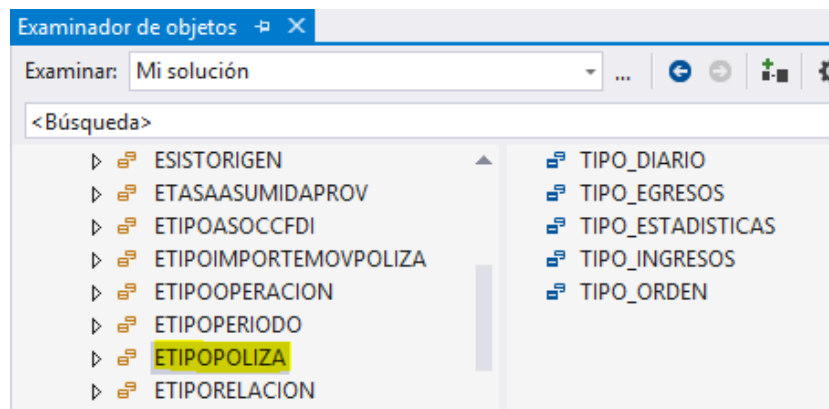 Examinador de objetos
Examinar: Mi solución ...
<Búsqueda>
ESISTORIGEN
ETASAASUMIDAPROV
ETIPOASOCCFDI
ETIPOIMPORTEMOVPOLIZA
ETIPOOPERACION
ETIPOPERIODO
ETIPOPOLIZA
ETIPORELACION
TIPO_DIARIO
TIPO_EGRESOS
TIPO_ESTADISTICAS
TIPO_INGRESOS
TIPO_ORDEN